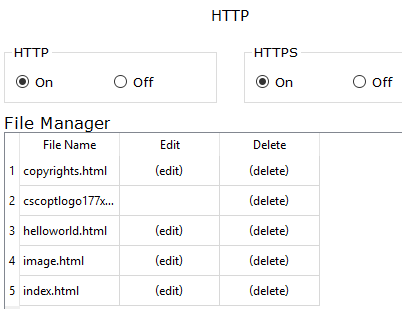 HTTP
HTTP HTTPS
On Off On Off
File Manager
File Name Edit Delete
1 copyrights.html (edit) (delete)
2 cscoptlogo177x... (delete)
3 helloworld.html (edit) (delete)
4 image.html (edit) (delete)
5 index.html (edit) (delete)